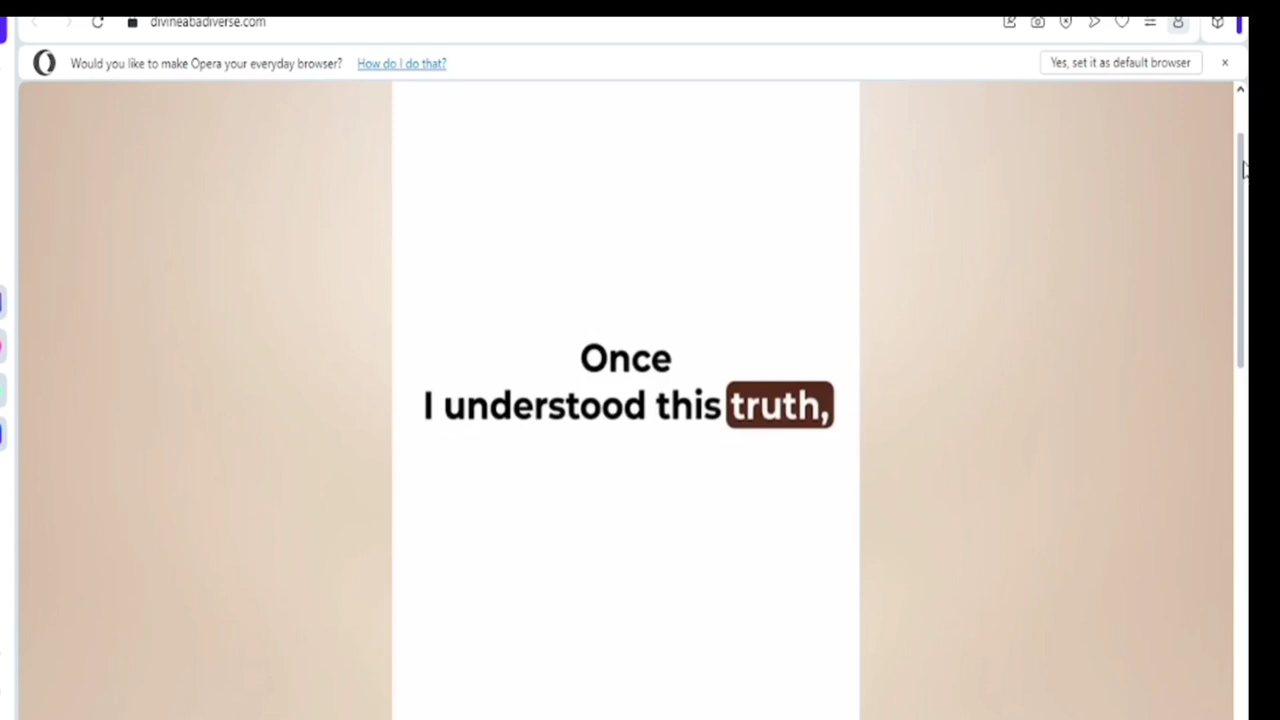 divineabadiverse.com
Would you like to make Opera your everyday browser? How do I do that? Yes, set it as default browser
Once
I understood this truth,